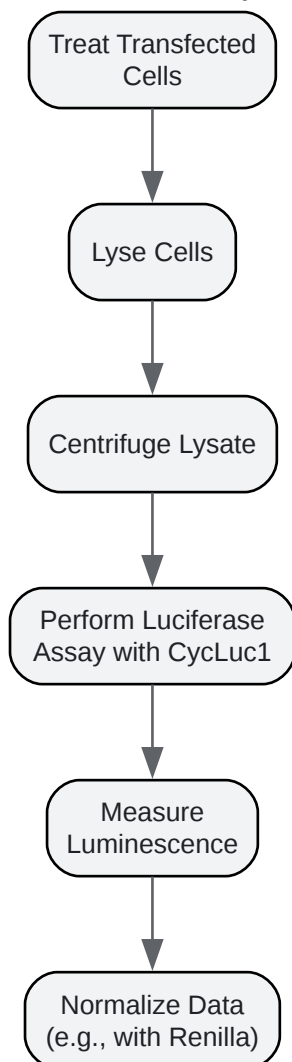 Treat Transfected
Cells
Lyse Cells
Centrifuge Lysate
Perform Luciferase
Assay with CycLuc1
Measure
Luminescence
Normalize Data
(e.g., with Renilla)